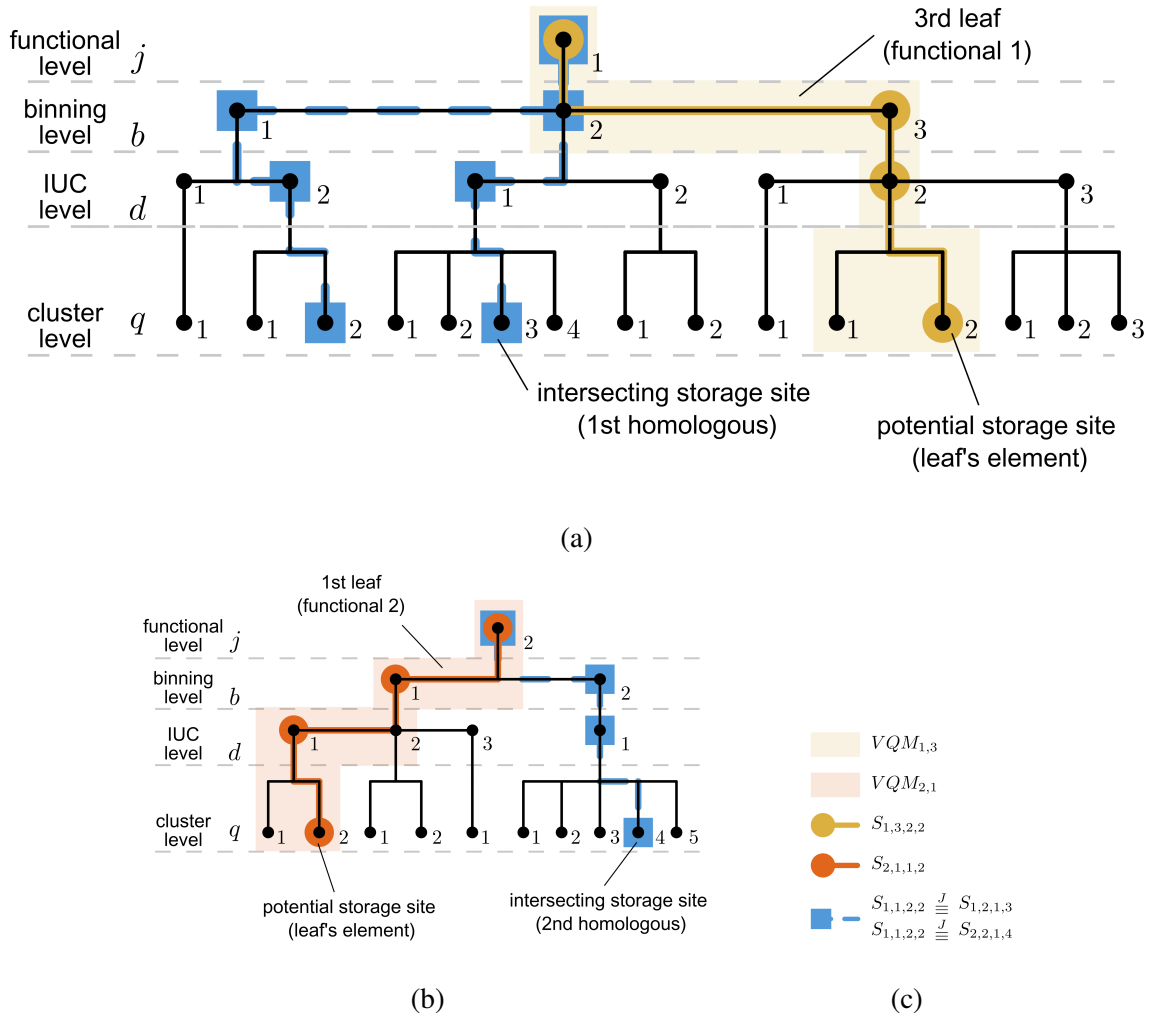 functional
level j
1
3rd leaf
(functional 1)
binning
level b
1 2 3
IUC
level d
1 2 1 2 1 2 3
cluster
level q
1 1 2 1 2 3 4 1 2 1 1 2 1 2 3
intersecting storage site
(1st homologous)
potential storage site
(leaf's element)
(a)
1st leaf
(functional 2)
functional
level j
2
binning
level b
1 2
IUC
level d
1 2 3 1
cluster
level q
1 2 1 2 1 1 2 3 4 5
potential storage site
(leaf's element)
intersecting storage site
(2nd homologous)
(b)
VQM1,3
VQM2,1
S1,3,2,2
S2,1,1,2
S1,1,2,2 ≡J S1,2,1,3
S1,1,2,2 ≡J S2,2,1,4
(c)